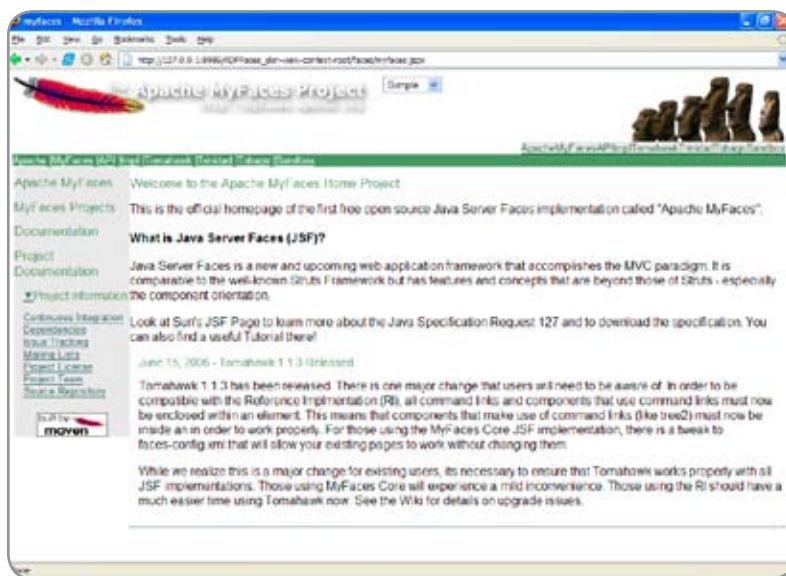 myfaces - Mozilla Firefox
File Edit View Go Bookmarks Tools Help
Apache MyFaces Project
Sample
ApacheMyFacesAPIImplTomahawkTrinidadTobagoSandbox
Apache |MyFaces |API |Impl |Tomahawk |Trinidad |Tobago |Sandbox
Apache MyFaces
MyFaces Projects
Documentation
Project
Documentation
Project Information
Continuous Integration
Dependencies
Issue Tracking
Mailing Lists
Project License
Project Team
Source Repository
maven
Welcome to the Apache MyFaces Home Project
This is the official homepage of the first free open source Java Server Faces implementation called "Apache MyFaces".
What is Java Server Faces (JSF)?
Java Server Faces is a new and upcoming web application framework that accomplishes the MVC paradigm. It is
comparable to the well-known Struts Framework but has features and concepts that are beyond those of Struts - especially
the component orientation.
Look at Sun's JSF Page to learn more about the Java Specification Request 127 and to download the specification. You
can also find a useful Tutorial there!
June 15, 2006 - Tomahawk 1.1.3 Released
Tomahawk 1.1.3 has been released. There is one major change that users will need to be aware of. In order to be
compatible with the Reference Implmentation (RI), all command links and components that use command links must now
be enclosed within an element. This means that components that make use of command links (like tree2) must now be
inside an in order to work properly. For those using the MyFaces Core JSF implementation, there is a tweak to
faces-config.xml that will allow your existing pages to work without changing them.
While we realize this is a major change for existing users, its necessary to ensure that Tomahawk works properly with all
JSF implementations. Those using MyFaces Core will experience a mild inconvenience. Those using the RI should have a
much easier time using Tomahawk now. See the Wiki for details on upgrade issues.